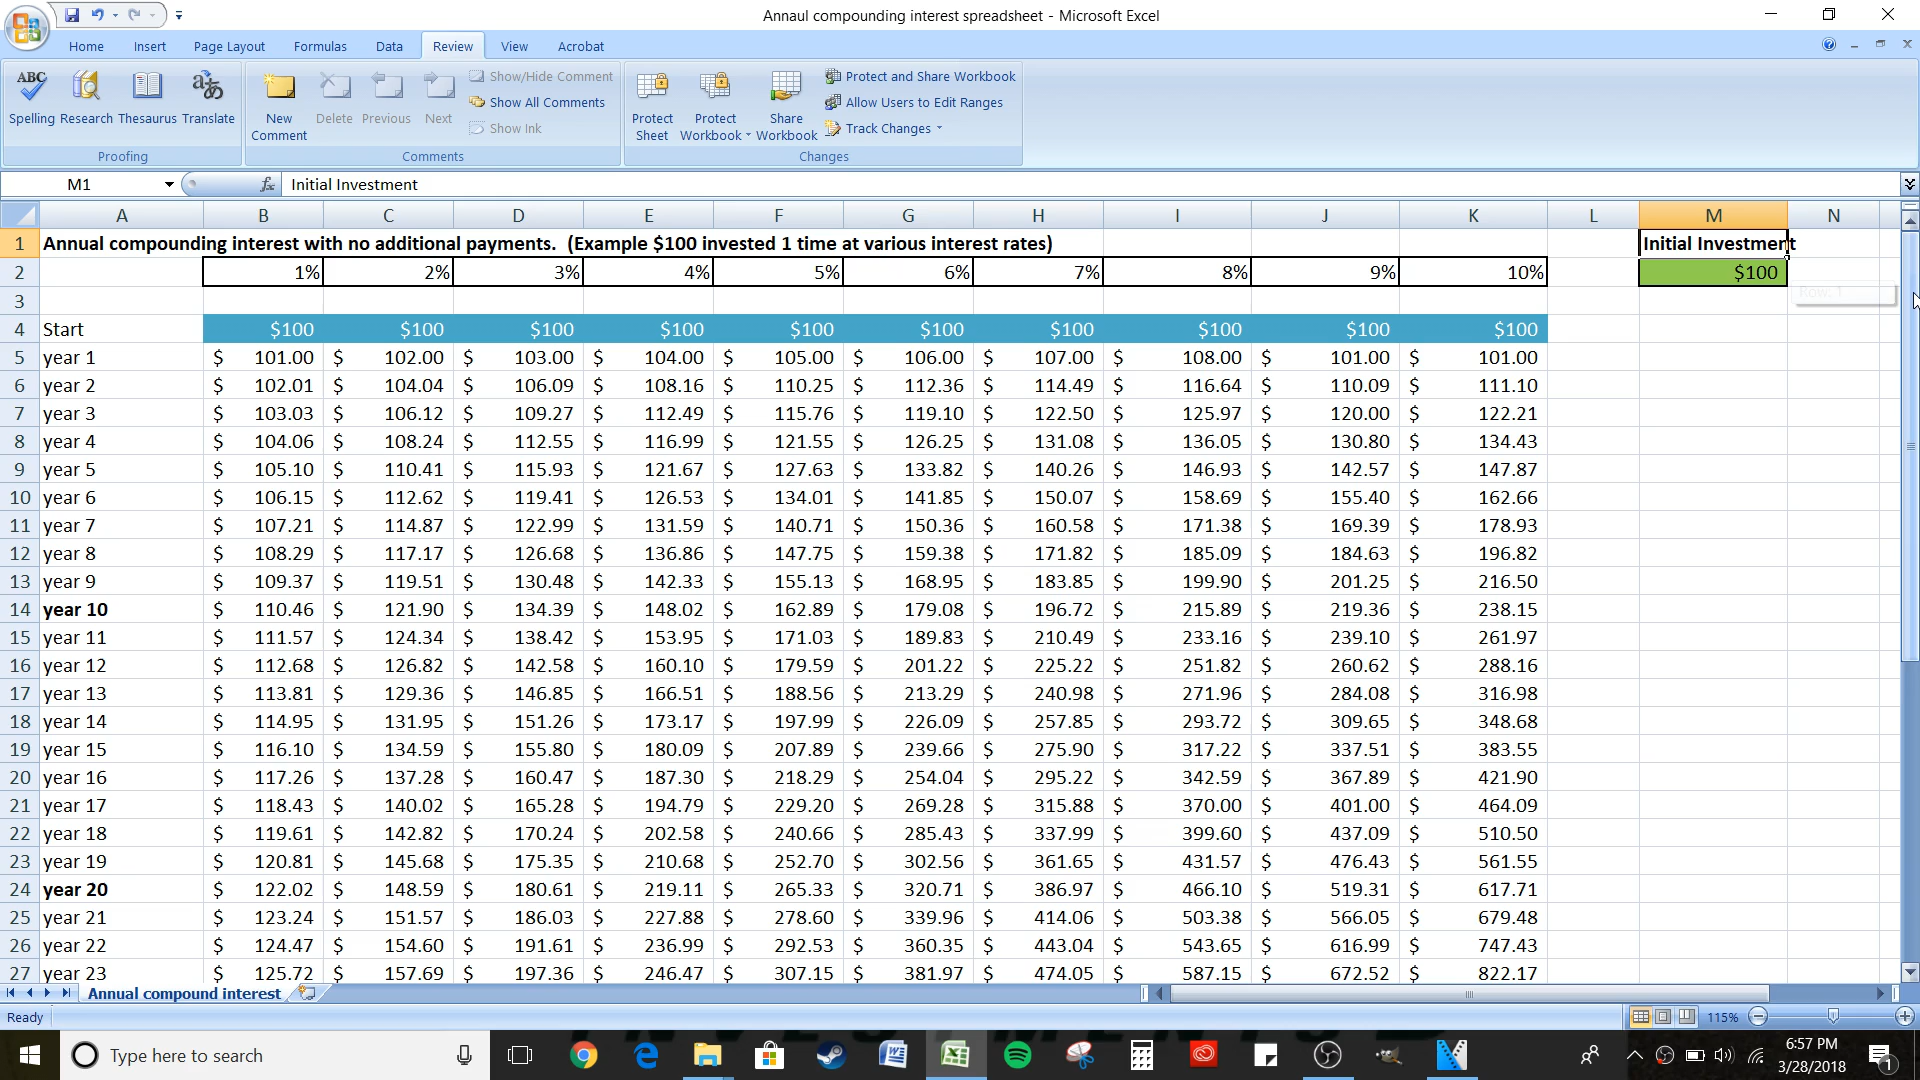 Annaul compounding interest spreadsheet - Microsoft Excel
Home Insert Page Layout Formulas Data Review View Acrobat
ABC Spelling Research Thesaurus Translate New Comment Delete Previous Next Show/Hide Comment Show All Comments Show Ink Protect Sheet Protect Workbook Share Workbook Protect and Share Workbook Allow Users to Edit Ranges Track Changes
Proofing Comments Changes
M1 fx Initial Investment
A B C D E F G H I J K L M N
1 Annual compounding interest with no additional payments. (Example $100 invested 1 time at various interest rates) Initial Investment
2 1% 2% 3% 4% 5% 6% 7% 8% 9% 10% $100
3 Row: 1
4 Start $100 $100 $100 $100 $100 $100 $100 $100 $100 $100
5 year 1 $ 101.00 $ 102.00 $ 103.00 $ 104.00 $ 105.00 $ 106.00 $ 107.00 $ 108.00 $ 101.00 $ 101.00
6 year 2 $ 102.01 $ 104.04 $ 106.09 $ 108.16 $ 110.25 $ 112.36 $ 114.49 $ 116.64 $ 110.09 $ 111.10
7 year 3 $ 103.03 $ 106.12 $ 109.27 $ 112.49 $ 115.76 $ 119.10 $ 122.50 $ 125.97 $ 120.00 $ 122.21
8 year 4 $ 104.06 $ 108.24 $ 112.55 $ 116.99 $ 121.55 $ 126.25 $ 131.08 $ 136.05 $ 130.80 $ 134.43
9 year 5 $ 105.10 $ 110.41 $ 115.93 $ 121.67 $ 127.63 $ 133.82 $ 140.26 $ 146.93 $ 142.57 $ 147.87
10 year 6 $ 106.15 $ 112.62 $ 119.41 $ 126.53 $ 134.01 $ 141.85 $ 150.07 $ 158.69 $ 155.40 $ 162.66
11 year 7 $ 107.21 $ 114.87 $ 122.99 $ 131.59 $ 140.71 $ 150.36 $ 160.58 $ 171.38 $ 169.39 $ 178.93
12 year 8 $ 108.29 $ 117.17 $ 126.68 $ 136.86 $ 147.75 $ 159.38 $ 171.82 $ 185.09 $ 184.63 $ 196.82
13 year 9 $ 109.37 $ 119.51 $ 130.48 $ 142.33 $ 155.13 $ 168.95 $ 183.85 $ 199.90 $ 201.25 $ 216.50
14 year 10 $ 110.46 $ 121.90 $ 134.39 $ 148.02 $ 162.89 $ 179.08 $ 196.72 $ 215.89 $ 219.36 $ 238.15
15 year 11 $ 111.57 $ 124.34 $ 138.42 $ 153.95 $ 171.03 $ 189.83 $ 210.49 $ 233.16 $ 239.10 $ 261.97
16 year 12 $ 112.68 $ 126.82 $ 142.58 $ 160.10 $ 179.59 $ 201.22 $ 225.22 $ 251.82 $ 260.62 $ 288.16
17 year 13 $ 113.81 $ 129.36 $ 146.85 $ 166.51 $ 188.56 $ 213.29 $ 240.98 $ 271.96 $ 284.08 $ 316.98
18 year 14 $ 114.95 $ 131.95 $ 151.26 $ 173.17 $ 197.99 $ 226.09 $ 257.85 $ 293.72 $ 309.65 $ 348.68
19 year 15 $ 116.10 $ 134.59 $ 155.80 $ 180.09 $ 207.89 $ 239.66 $ 275.90 $ 317.22 $ 337.51 $ 383.55
20 year 16 $ 117.26 $ 137.28 $ 160.47 $ 187.30 $ 218.29 $ 254.04 $ 295.22 $ 342.59 $ 367.89 $ 421.90
21 year 17 $ 118.43 $ 140.02 $ 165.28 $ 194.79 $ 229.20 $ 269.28 $ 315.88 $ 370.00 $ 401.00 $ 464.09
22 year 18 $ 119.61 $ 142.82 $ 170.24 $ 202.58 $ 240.66 $ 285.43 $ 337.99 $ 399.60 $ 437.09 $ 510.50
23 year 19 $ 120.81 $ 145.68 $ 175.35 $ 210.68 $ 252.70 $ 302.56 $ 361.65 $ 431.57 $ 476.43 $ 561.55
24 year 20 $ 122.02 $ 148.59 $ 180.61 $ 219.11 $ 265.33 $ 320.71 $ 386.97 $ 466.10 $ 519.31 $ 617.71
25 year 21 $ 123.24 $ 151.57 $ 186.03 $ 227.88 $ 278.60 $ 339.96 $ 414.06 $ 503.38 $ 566.05 $ 679.48
26 year 22 $ 124.47 $ 154.60 $ 191.61 $ 236.99 $ 292.53 $ 360.35 $ 443.04 $ 543.65 $ 616.99 $ 747.43
27 year 23 $ 125.72 $ 157.69 $ 197.36 $ 246.47 $ 307.15 $ 381.97 $ 474.05 $ 587.15 $ 672.52 $ 822.17
Annual compound interest
Ready 115%
Type here to search 6:57 PM
3/28/2018 1